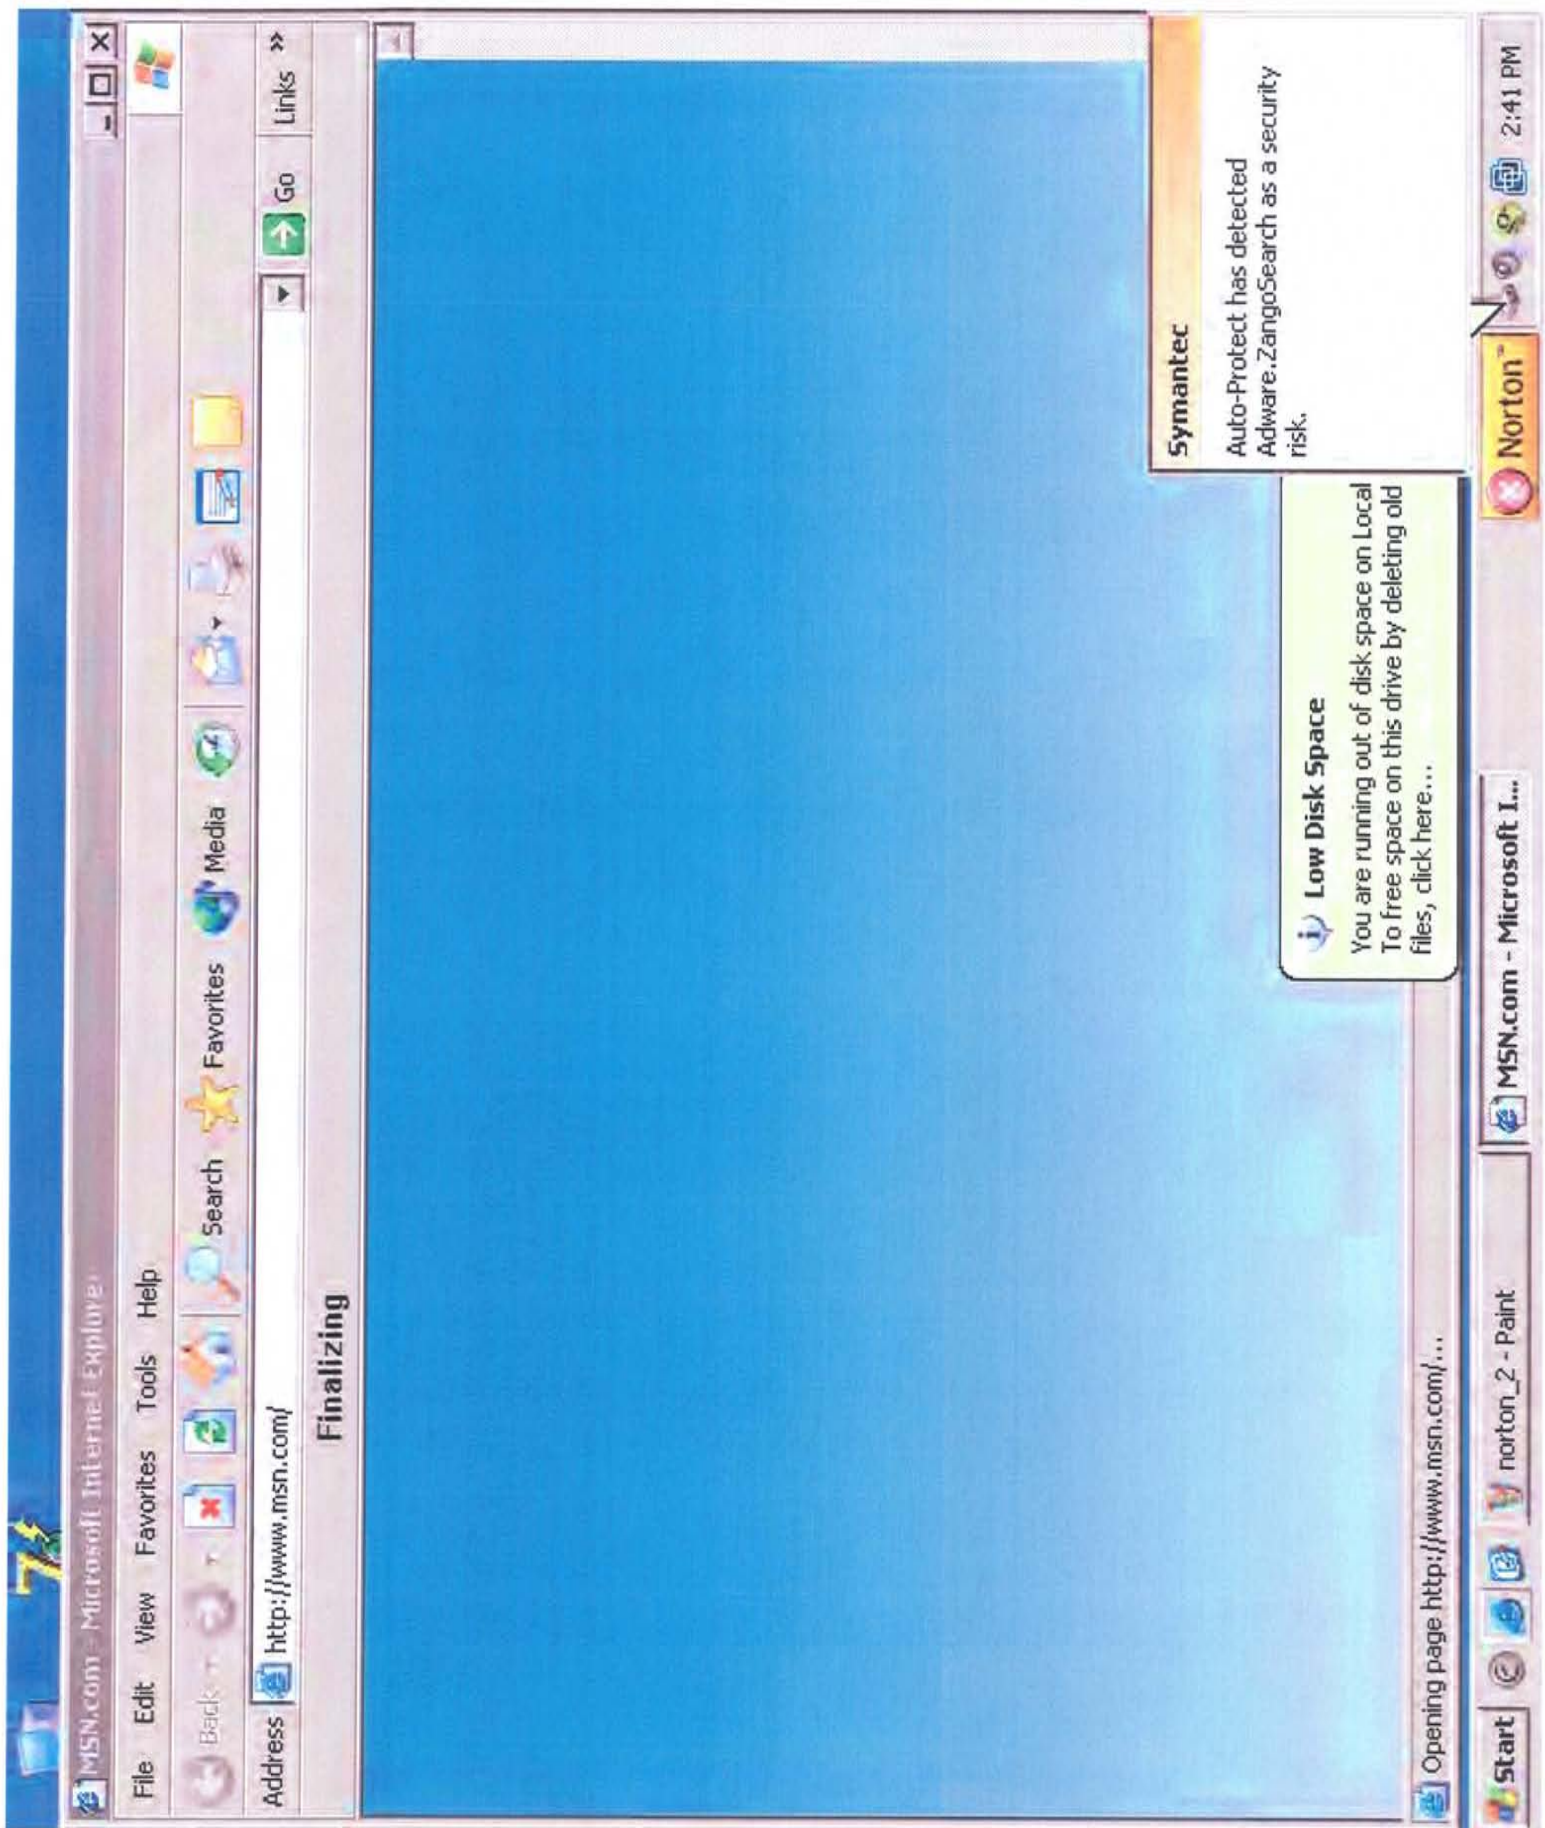 MSN.com - Microsoft Internet Explorer
File Edit View Favorites Tools Help
Back Search Favorites Media
Address http://www.msn.com/ Go Links »
Finalizing
Symantec
Auto-Protect has detected
Adware.ZangoSearch as a security
risk.
Low Disk Space
You are running out of disk space on Local
To free space on this drive by deleting old
files, click here...
Opening page http://www.msn.com/...
Start norton_2 - Paint MSN.com - Microsoft I... Norton™ 2:41 PM